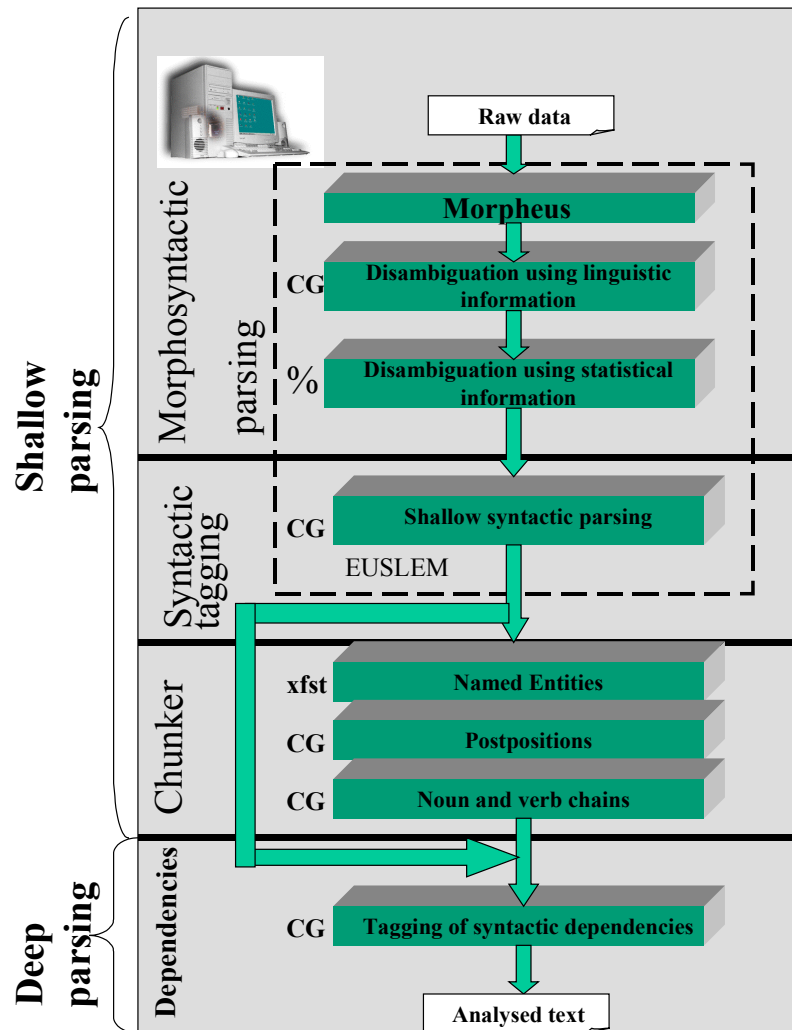 Raw data
Morpheus
CG
Disambiguation using linguistic
information
%
Disambiguation using statistical
information
Morphosyntactic
parsing
Shallow
parsing
CG
Shallow syntactic parsing
EUSLEM
Syntactic
tagging
xfst
Named Entities
CG
Postpositions
CG
Noun and verb chains
Chunker
Deep
parsing
Dependencies
CG
Tagging of syntactic dependencies
Analysed text